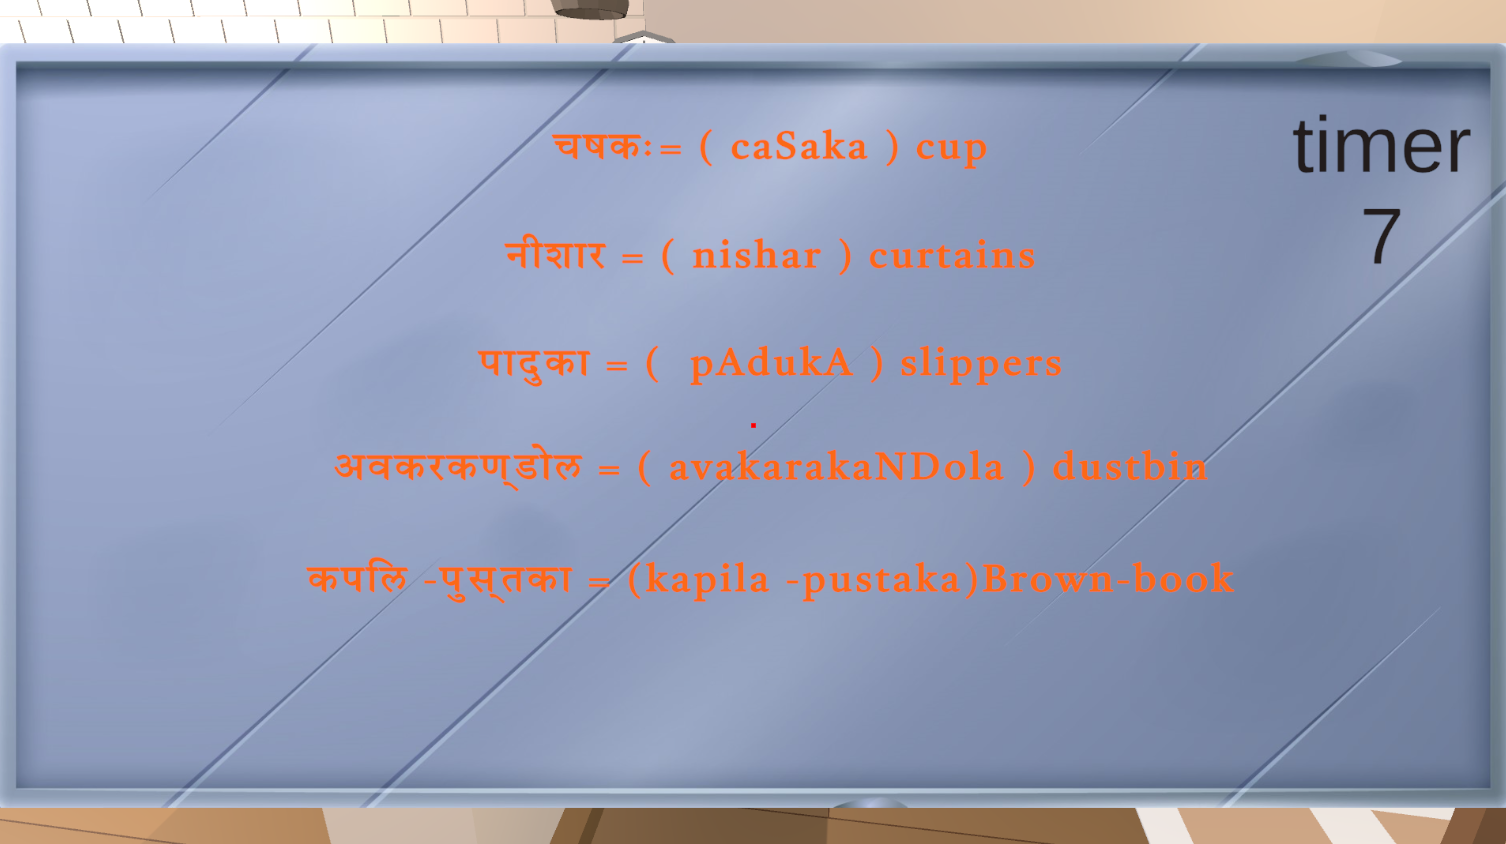 चषकः= ( caSaka ) cup
timer
7
नीशार = ( nishar ) curtains
पादुका = ( pAdukA ) slippers
अवकरकण्डोल = ( avakarakaNDola ) dustbin
कपलि -पुस्तका = (kapila -pustaka)Brown-book